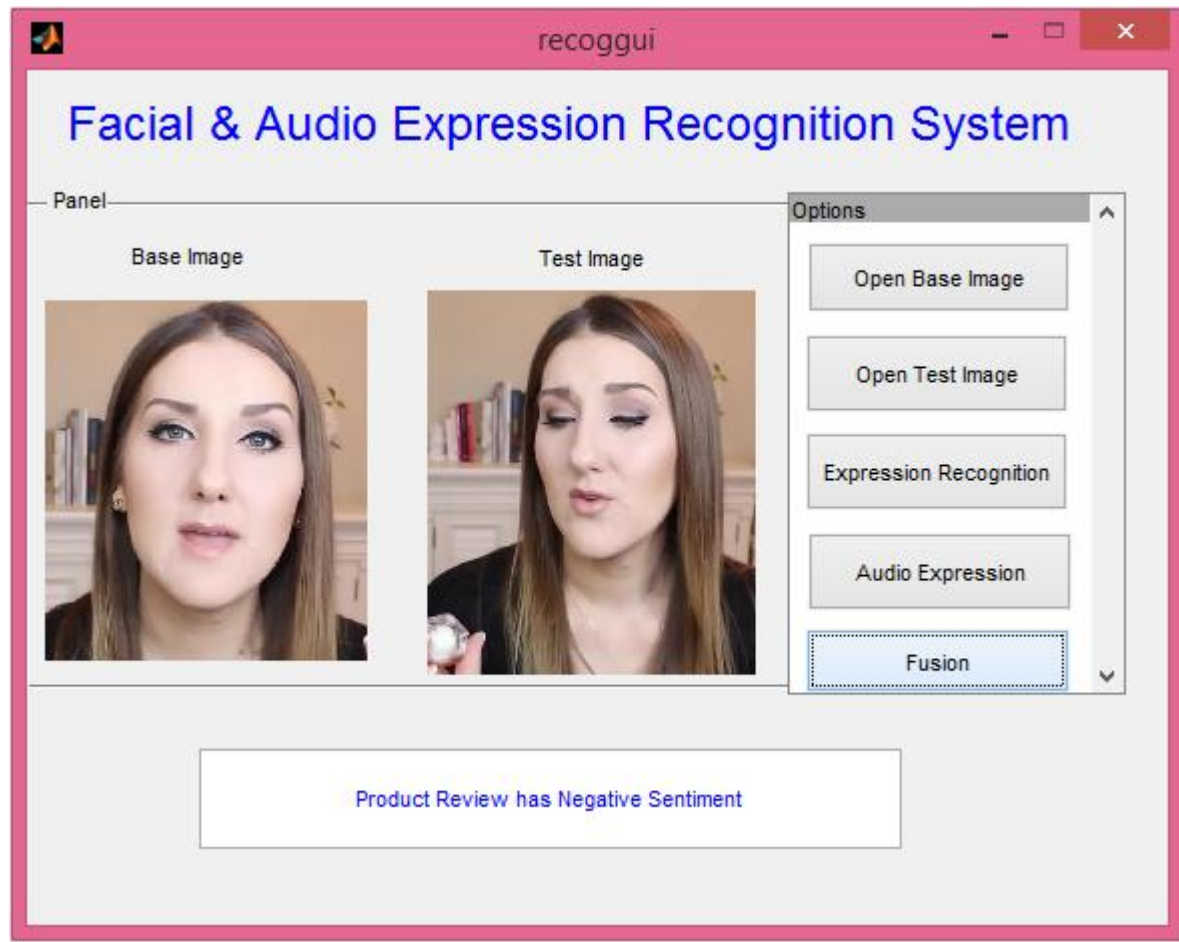 recoggui
Facial & Audio Expression Recognition System
Panel
Base Image
Test Image
Options
Open Base Image
Open Test Image
Expression Recognition
Audio Expression
Fusion
Product Review has Negative Sentiment